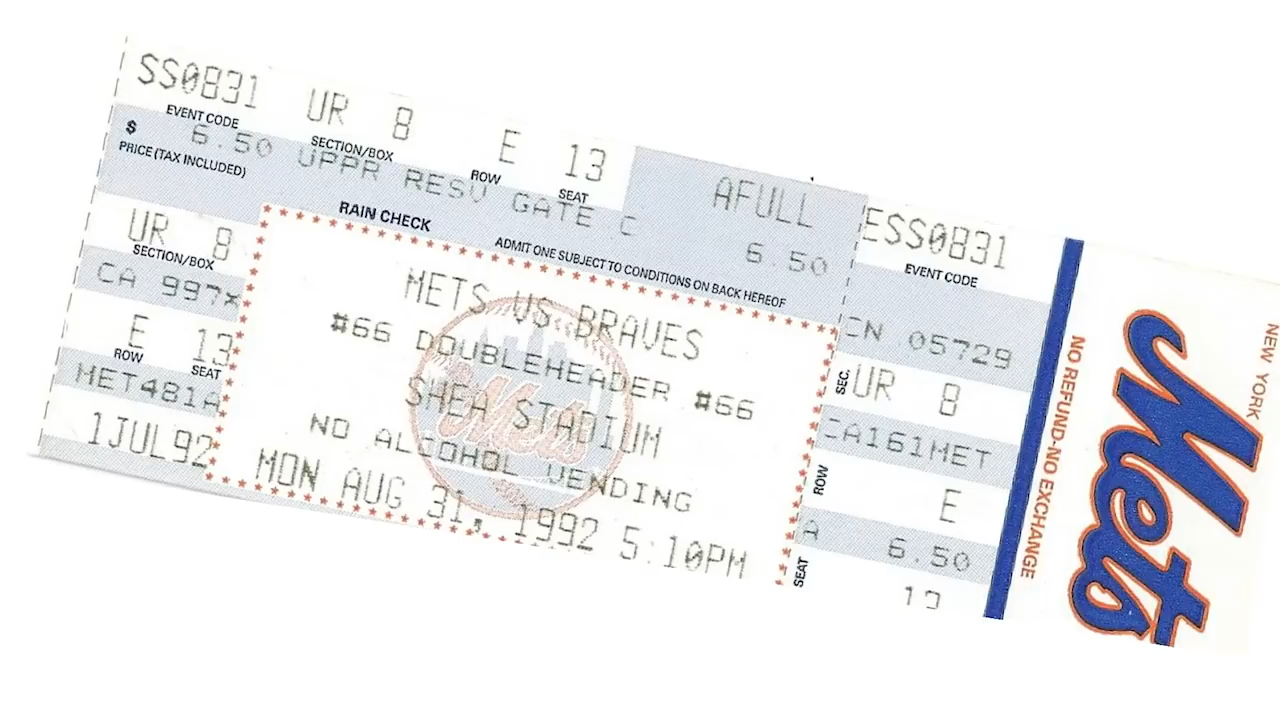 SS0831 UR 8 E 13
EVENT CODE SECTION/BOX ROW SEAT
$ 6.50 UPPR RESV GATE C
PRICE (TAX INCLUDED)
AFULL
6.50
RAIN CHECK
ADMIT ONE SUBJECT TO CONDITIONS ON BACK HEREOF
UR 8
SECTION/BOX
CA 997*
E 13
ROW SEAT
MET481A
1JUL92
METS VS BRAVES
#66 DOUBLEHEADER #66
SHEA STADIUM
NO ALCOHOL VENDING
MON AUG 31, 1992 5:10PM
Mets
ESS0831
EVENT CODE
CN 05729
SEC. UR 8
CA161MET
ROW E
A 6.50
SEAT 13
NO REFUND-NO EXCHANGE
NEW YORK
Mets